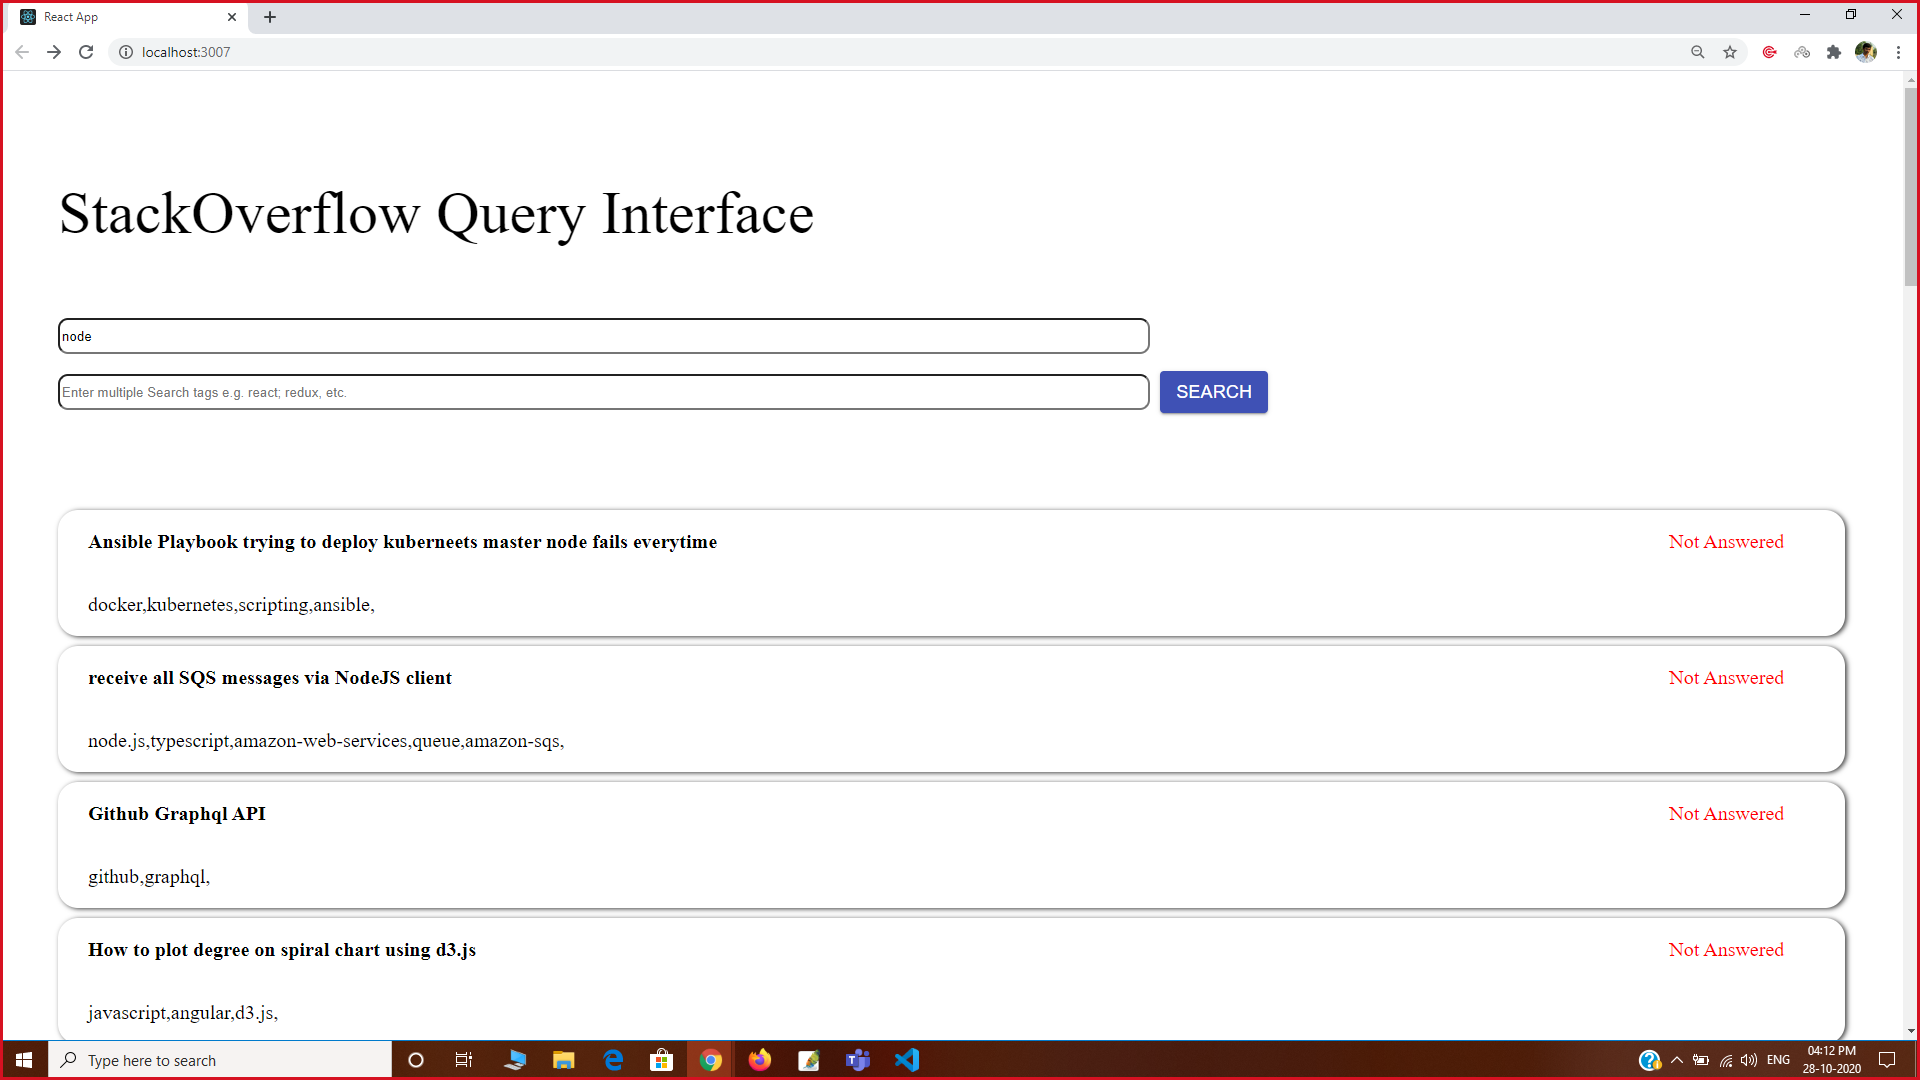 React App
localhost:3007
StackOverflow Query Interface
node
Enter multiple Search tags e.g. react; redux, etc.
SEARCH
Ansible Playbook trying to deploy kuberneets master node fails everytime
Not Answered
docker,kubernetes,scripting,ansible,
receive all SQS messages via NodeJS client
Not Answered
node.js,typescript,amazon-web-services,queue,amazon-sqs,
Github Graphql API
Not Answered
github,graphql,
How to plot degree on spiral chart using d3.js
Not Answered
javascript,angular,d3.js,
Type here to search
ENG
04:12 PM
28-10-2020